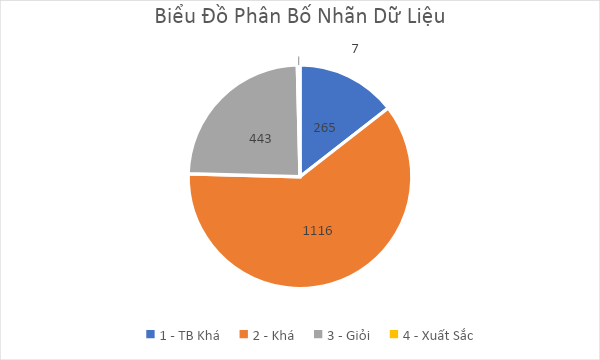 Biểu Đồ Phân Bố Nhãn Dữ Liệu
7
265
443
1116
1 - TB Khá 2 - Khá 3 - Giỏi 4 - Xuất Sắc